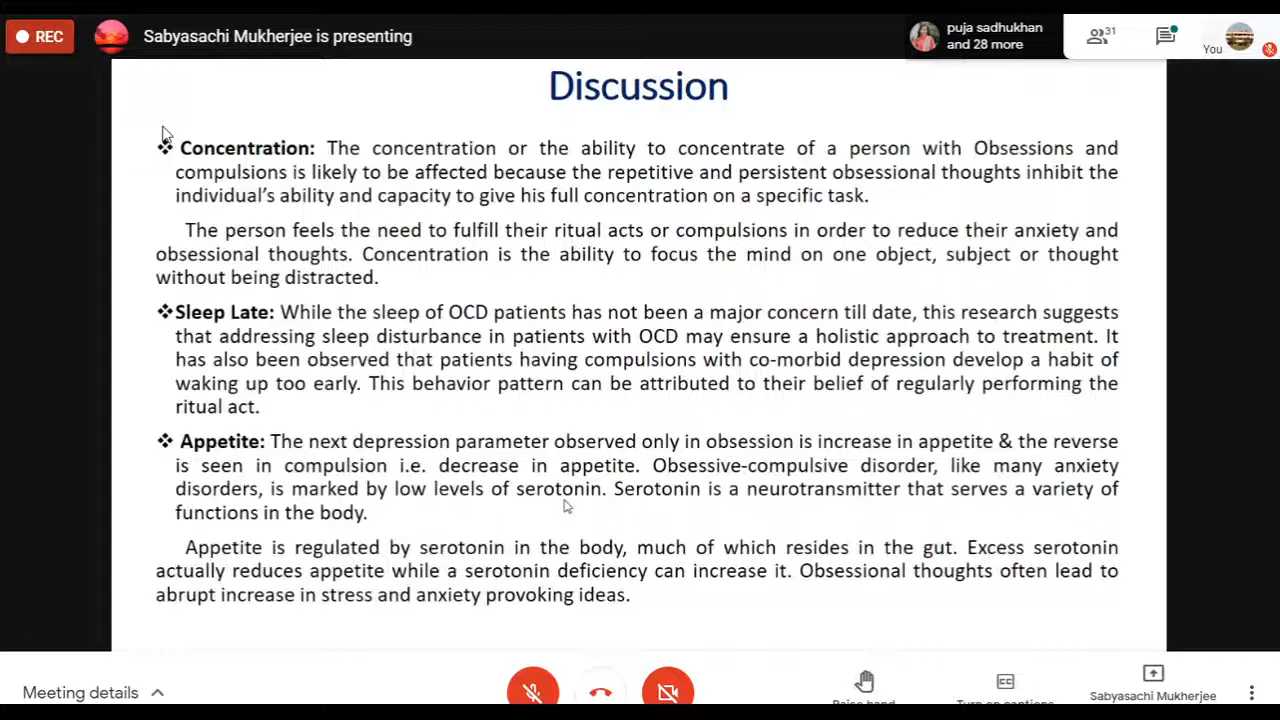 REC
Sabyasachi Mukherjee is presenting
puja sadhukhan
and 28 more
31
You
Discussion
❖ Concentration: The concentration or the ability to concentrate of a person with Obsessions and
compulsions is likely to be affected because the repetitive and persistent obsessional thoughts inhibit the
individual's ability and capacity to give his full concentration on a specific task.
The person feels the need to fulfill their ritual acts or compulsions in order to reduce their anxiety and
obsessional thoughts. Concentration is the ability to focus the mind on one object, subject or thought
without being distracted.
❖Sleep Late: While the sleep of OCD patients has not been a major concern till date, this research suggests
that addressing sleep disturbance in patients with OCD may ensure a holistic approach to treatment. It
has also been observed that patients having compulsions with co-morbid depression develop a habit of
waking up too early. This behavior pattern can be attributed to their belief of regularly performing the
ritual act.
❖ Appetite: The next depression parameter observed only in obsession is increase in appetite & the reverse
is seen in compulsion i.e. decrease in appetite. Obsessive-compulsive disorder, like many anxiety
disorders, is marked by low levels of serotonin. Serotonin is a neurotransmitter that serves a variety of
functions in the body.
Appetite is regulated by serotonin in the body, much of which resides in the gut. Excess serotonin
actually reduces appetite while a serotonin deficiency can increase it. Obsessional thoughts often lead to
abrupt increase in stress and anxiety provoking ideas.
Meeting details
Raise hand
CC
Turn on captions
Sabyasachi Mukherjee